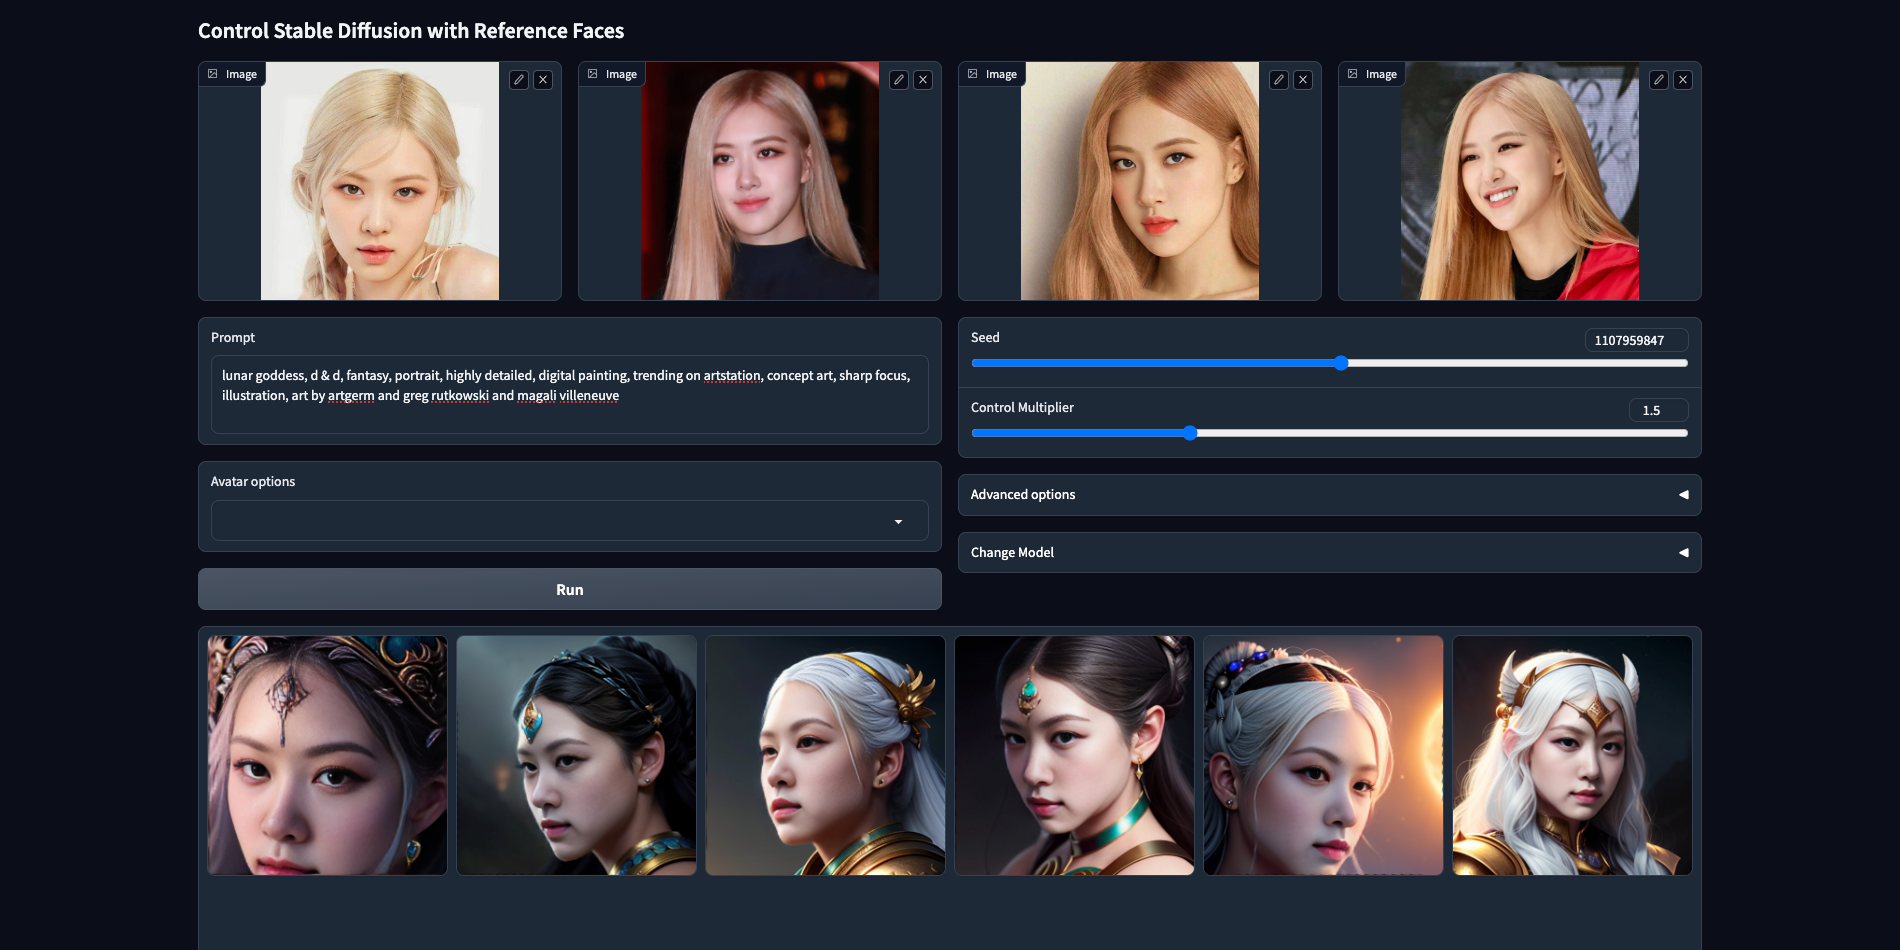 Control Stable Diffusion with Reference Faces
Image
Image
Image
Image
Prompt
lunar goddess, d & d, fantasy, portrait, highly detailed, digital painting, trending on artstation, concept art, sharp focus,
illustration, art by artgerm and greg rutkowski and magali villeneuve
Seed
1107959847
Control Multiplier
1.5
Avatar options
Advanced options
Change Model
Run